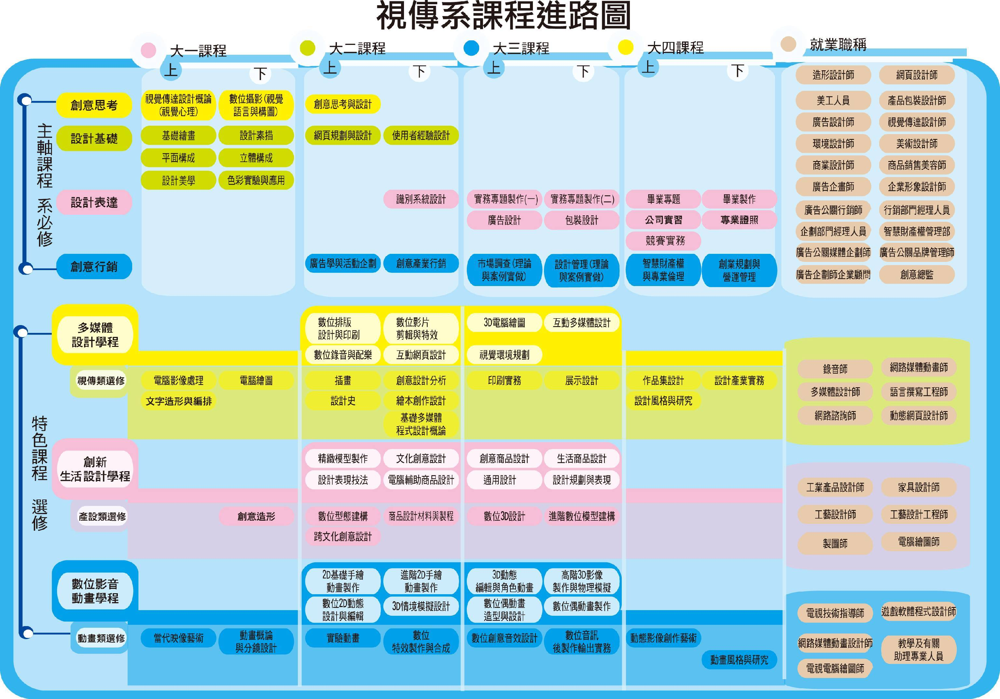 視傳系課程進路圖
大一課程
大二課程
大三課程
大四課程
就業職稱
上
下
上
下
上
下
上
下
主軸課程 系必修
創意思考
視覺傳達設計概論
(視覺心理)
數位攝影(視覺
語言與構圖)
創意思考與設計
設計基礎
基礎繪畫
設計素描
網頁規劃與設計
使用者經驗設計
平面構成
立體構成
設計美學
色彩實驗與應用
設計表達
識別系統設計
實務專題製作(一)
實務專題製作(二)
畢業專題
畢業製作
廣告設計
包裝設計
公司實習
專業證照
競賽實務
創意行銷
廣告學與活動企劃
創意產業行銷
市場調查(理論
與案例實做)
設計管理(理論
與案例實做)
智慧財產權
與專業倫理
創業規劃與
營運管理
造形設計師
網頁設計師
美工人員
產品包裝設計師
廣告設計師
視覺傳達設計師
環境設計師
美術設計師
商業設計師
商品銷售美容師
廣告企畫師
企業形象設計師
廣告公關行銷師
行銷部門經理人員
企劃部門經理人員
智慧財產權管理部
廣告公關媒體企劃師
廣告公關品牌管理師
廣告企劃師企業顧問
創意總監
特色課程 選修
多媒體
設計學程
數位排版
設計與印刷
數位影片
剪輯與特效
3D電腦繪圖
互動多媒體設計
數位錄音與配樂
互動網頁設計
視覺環境規劃
視傳類選修
電腦影像處理
電腦繪圖
插畫
創意設計分析
印刷實務
展示設計
作品集設計
設計產業實務
文字造形與編排
設計史
繪本創作設計
設計風格與研究
基礎多媒體
程式設計概論
錄音師
網路媒體動畫師
多媒體設計師
語言撰寫工程師
網路諮詢師
動態網頁設計師
創新
生活設計學程
精緻模型製作
文化創意設計
創意商品設計
生活商品設計
設計表現技法
電腦輔助商品設計
通用設計
設計規劃與表現
產設類選修
創意造形
數位型態建構
商品設計材料與製程
數位3D設計
進階數位模型建構
跨文化創意設計
工業產品設計師
家具設計師
工藝設計師
工藝設計工程師
製圖師
電腦繪圖師
數位影音
動畫學程
2D基礎手繪
動畫製作
進階2D手繪
動畫製作
3D動態
編輯與角色動畫
高階3D影像
製作與物理模擬
數位2D動態
設計與編輯
3D情境模擬設計
數位偶動畫
造型與設計
數位偶動畫製作
動畫類選修
當代映像藝術
動畫概論
與分鏡設計
實驗動畫
數位
特效製作與合成
數位創意音效設計
數位音訊
後製作輸出實務
動態影像創作藝術
動畫風格與研究
電視技術指導師
遊戲軟體程式設計師
網路媒體動畫設計師
教學及有關
助理專業人員
電視電腦繪圖師